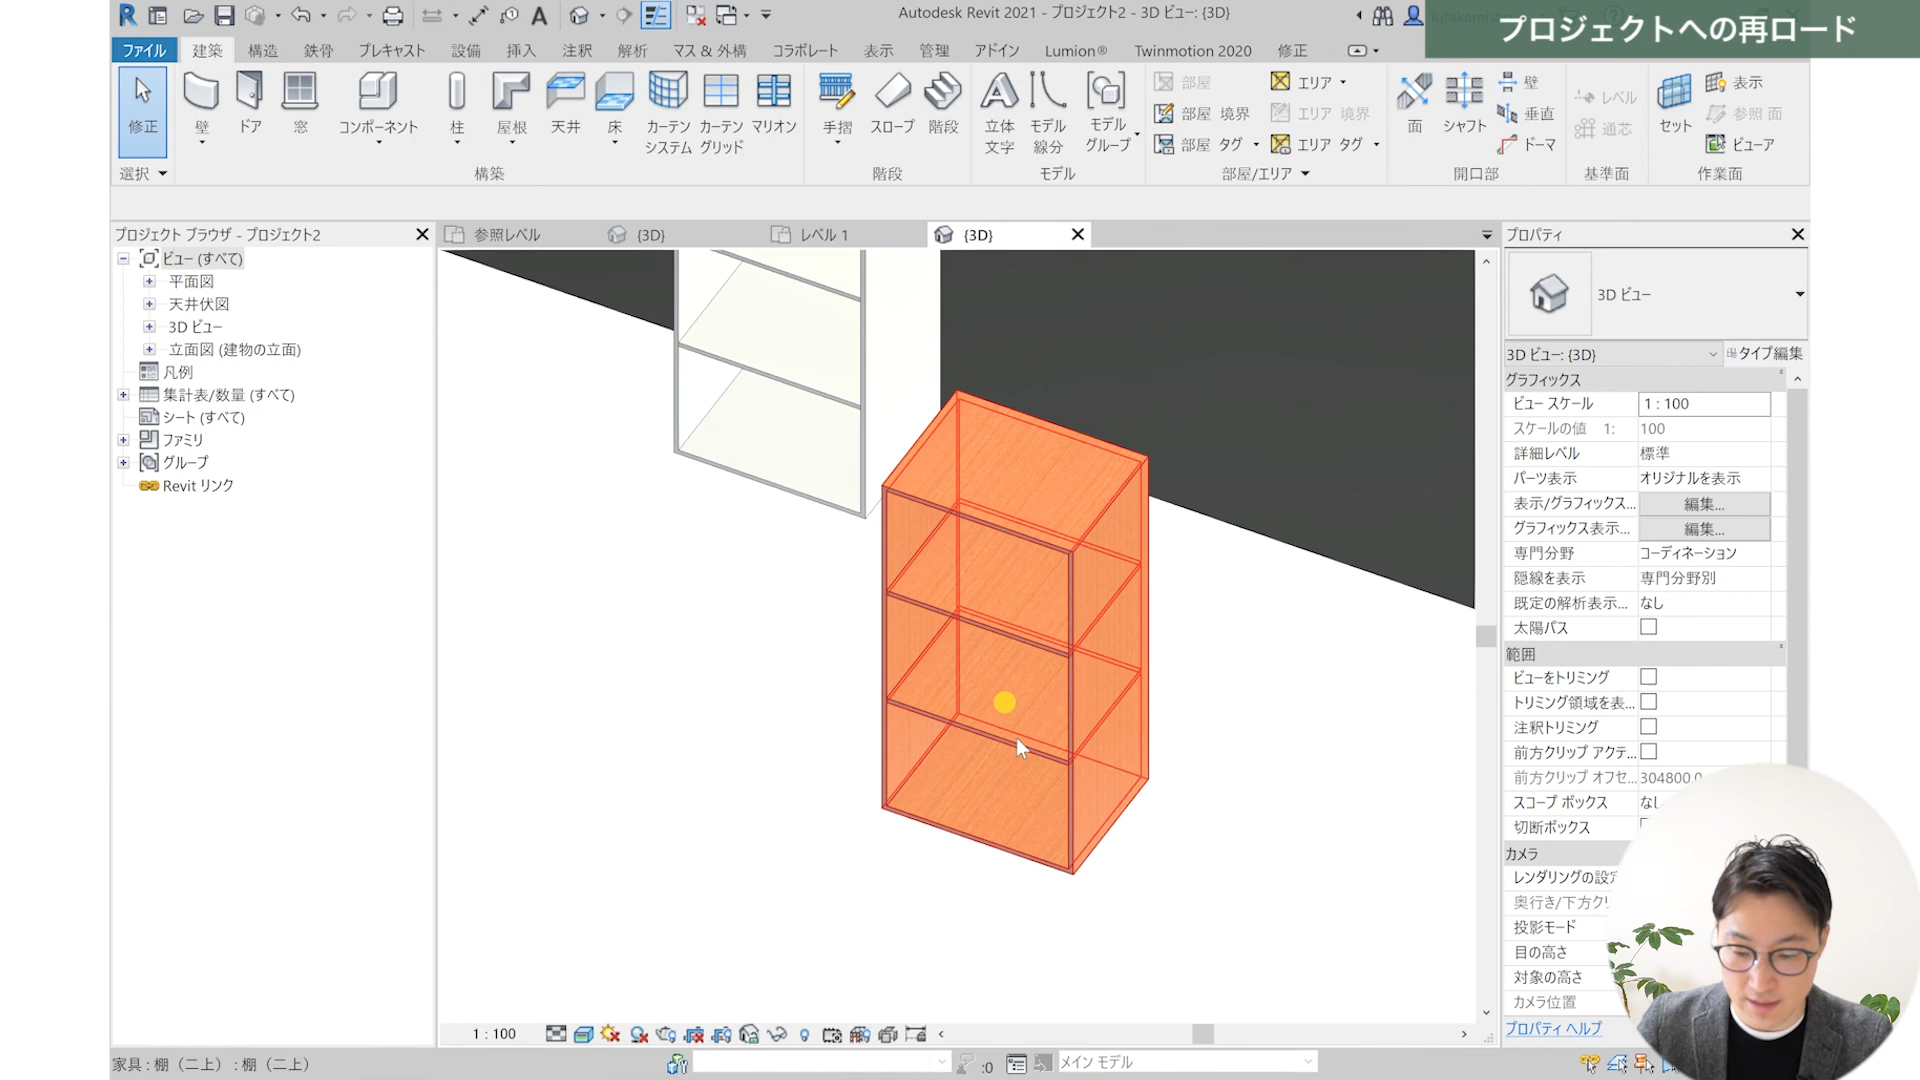 Autodesk Revit 2021 - プロジェクト2 - 3D ビュー: {3D}
プロジェクトへの再ロード
ファイル 建築 構造 鉄骨 プレキャスト 設備 挿入 注釈 解析 マス & 外構 コラボレート 表示 管理 アドイン Lumion® Twinmotion 2020 修正
修正
壁
ドア
窓
コンポーネント
柱
屋根
天井
床
カーテン
システム
カーテン
グリッド
マリオン
手摺
スロープ
階段
立体
文字
モデル
線分
モデル
グループ
部屋
部屋 境界
部屋 タグ
エリア
エリア 境界
エリア タグ
面
シャフト
壁
垂直
ドーマ
レベル
通芯
セット
表示
参照 面
ビューア
選択 構築 階段 モデル 部屋/エリア 開口部 基準面 作業面
プロジェクト ブラウザ - プロジェクト2
参照レベル {3D} レベル 1 {3D}
プロパティ
ビュー (すべて)
平面図
天井伏図
3D ビュー
立面図 (建物の立面)
凡例
集計表/数量 (すべて)
シート (すべて)
ファミリ
グループ
Revit リンク
3D ビュー
3D ビュー: {3D} タイプ編集
グラフィックス
ビュー スケール 1 : 100
スケールの値 1: 100
詳細レベル 標準
パーツ表示 オリジナルを表示
表示/グラフィックス... 編集...
グラフィックス表示... 編集...
専門分野 コーディネーション
隠線を表示 専門分野別
既定の解析表示... なし
太陽パス
範囲
ビューをトリミング
トリミング領域を表...
注釈トリミング
前方クリップ アクテ...
前方クリップ オフセ... 304800.0
スコープ ボックス なし
切断ボックス
カメラ
レンダリングの設定
奥行き/下方クリ
投影モード
目の高さ
対象の高さ
カメラ位置
プロパティ ヘルプ
1 : 100
家具 : 棚（二上） : 棚（二上）
:0
メイン モデル